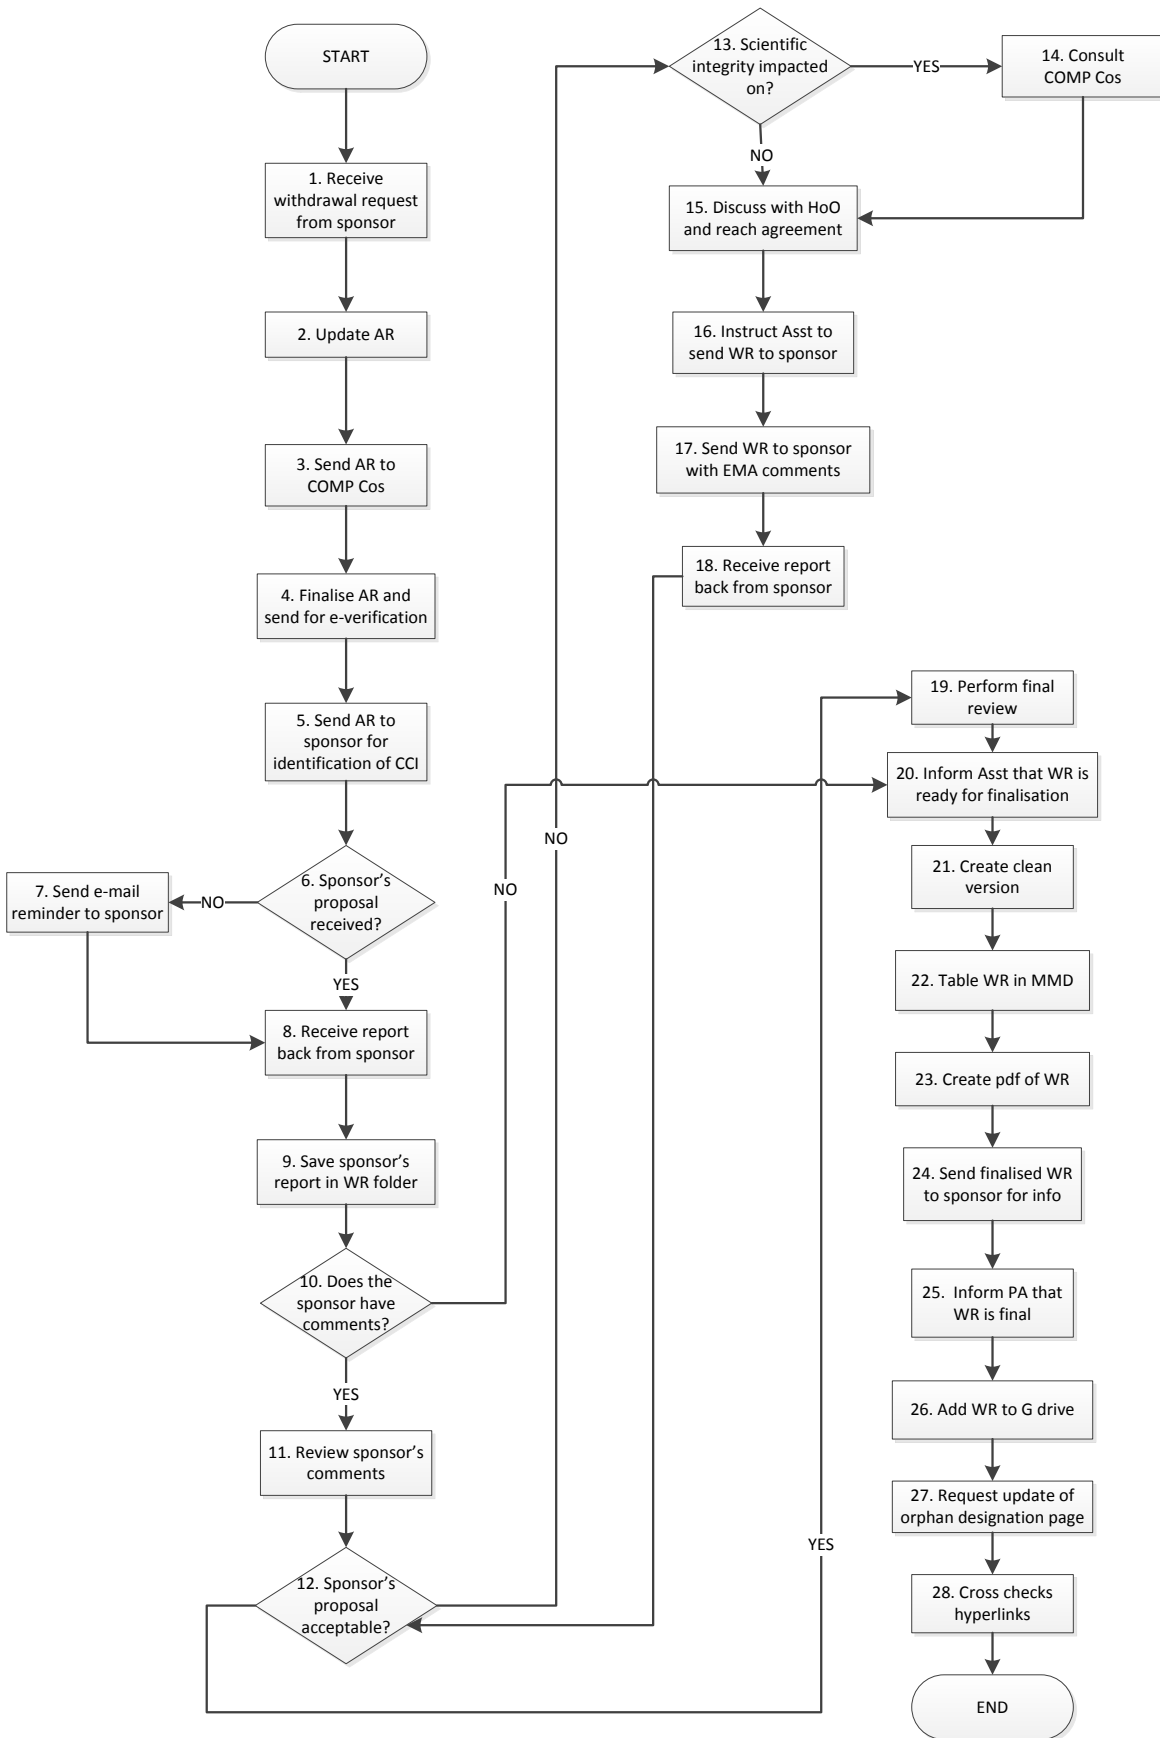 START
1. Receive
withdrawal request
from sponsor
2. Update AR
3. Send AR to
COMP Cos
4. Finalise AR and
send for e-verification
5. Send AR to
sponsor for
identification of CCI
6. Sponsor's
proposal
received?
NO
7. Send e-mail
reminder to sponsor
YES
8. Receive report
back from sponsor
9. Save sponsor's
report in WR folder
10. Does the
sponsor have
comments?
NO
YES
11. Review sponsor's
comments
12. Sponsor's
proposal
acceptable?
NO
YES
13. Scientific
integrity impacted
on?
YES
14. Consult
COMP Cos
NO
15. Discuss with HoO
and reach agreement
16. Instruct Asst to
send WR to sponsor
17. Send WR to sponsor
with EMA comments
18. Receive report
back from sponsor
19. Perform final
review
20. Inform Asst that WR is
ready for finalisation
21. Create clean
version
22. Table WR in MMD
23. Create pdf of WR
24. Send finalised WR
to sponsor for info
25.  Inform PA that
WR is final
26. Add WR to G drive
27. Request update of
orphan designation page
28. Cross checks
hyperlinks
END